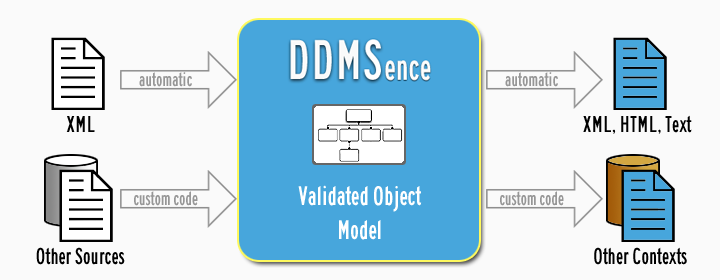 DDMSence
automatic
automatic
XML
XML, HTML, Text
Validated Object
Model
custom code
custom code
Other Sources
Other Contexts